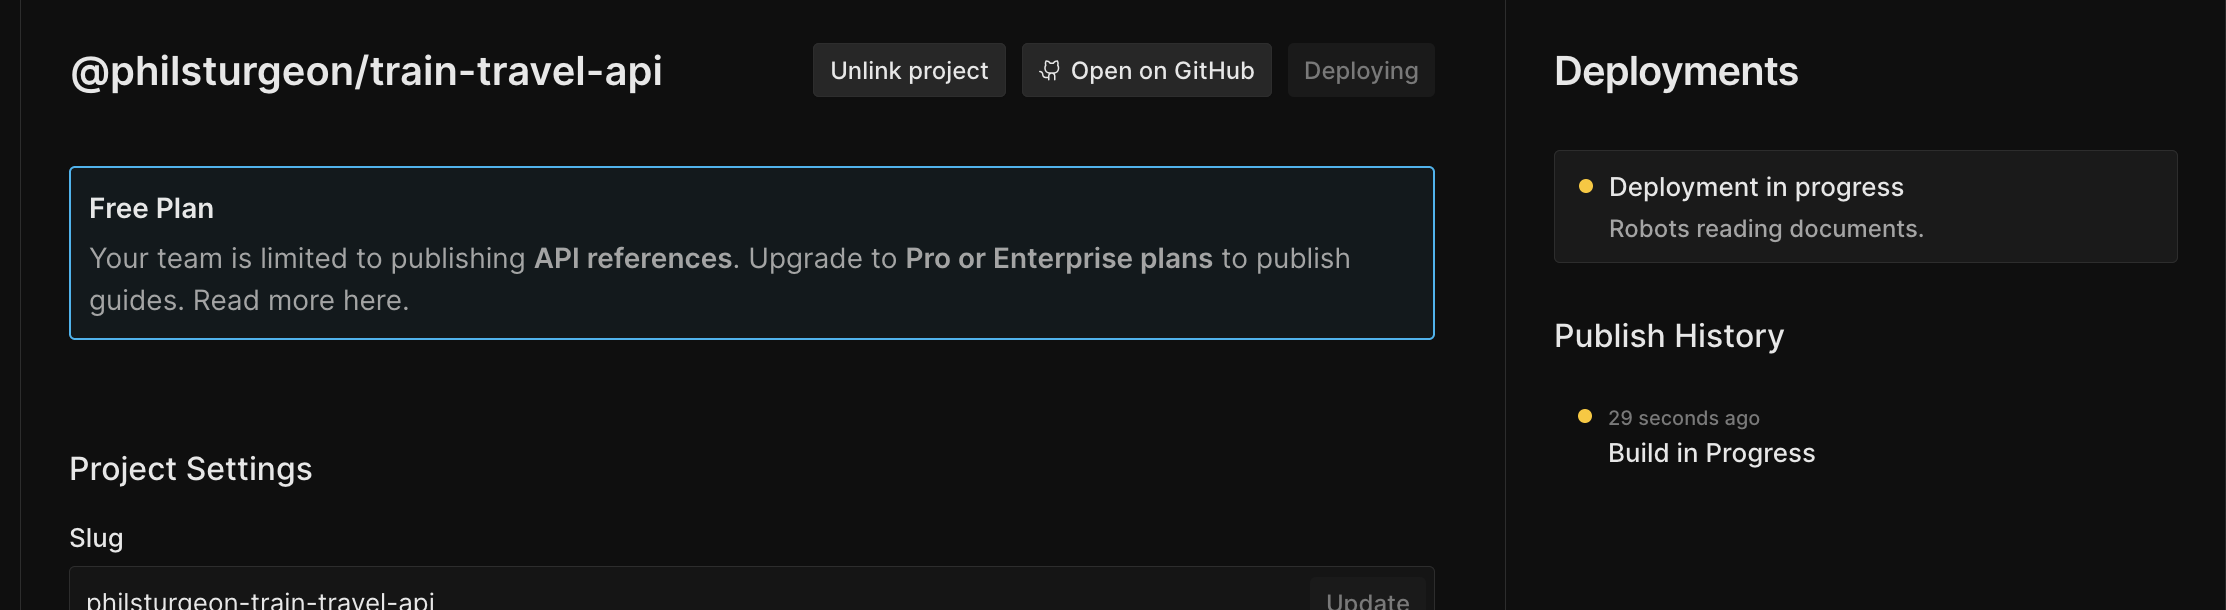 @philsturgeon/train-travel-api
Unlink project
Open on GitHub
Deploying
Free Plan
Your team is limited to publishing API references. Upgrade to Pro or Enterprise plans to publish
guides. Read more here.
Project Settings
Slug
philsturgeon-train-travel-api
Update
Deployments
Deployment in progress
Robots reading documents.
Publish History
29 seconds ago
Build in Progress